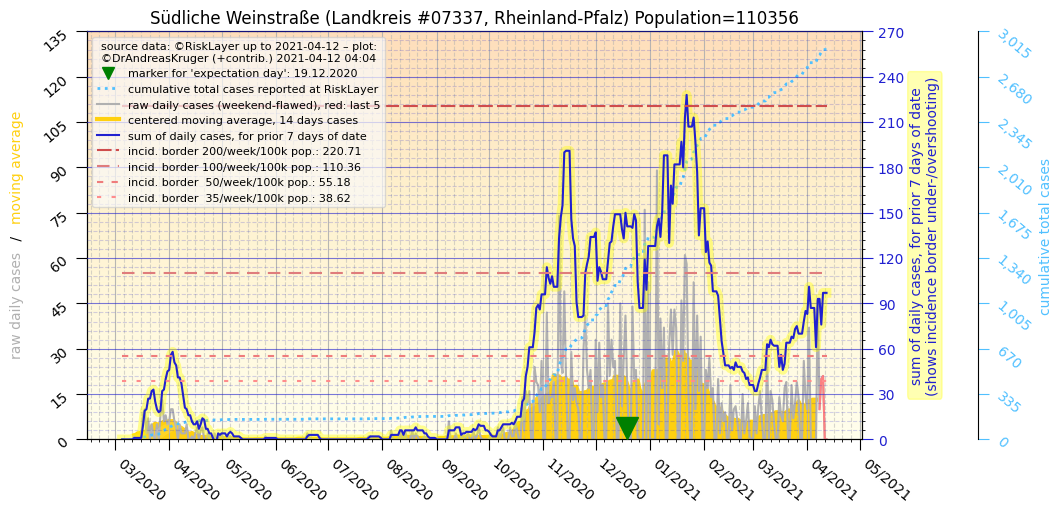 Südliche Weinstraße (Landkreis #07337, Rheinland-Pfalz) Population=110356
source data: ©RiskLayer up to 2021-04-12 – plot:
©DrAndreasKruger (+contrib.) 2021-04-12 04:04
marker for 'expectation day': 19.12.2020
cumulative total cases reported at RiskLayer
raw daily cases (weekend-flawed), red: last 5
centered moving average, 14 days cases
sum of daily cases, for prior 7 days of date
incid. border 200/week/100k pop.: 220.71
incid. border 100/week/100k pop.: 110.36
incid. border  50/week/100k pop.: 55.18
incid. border  35/week/100k pop.: 38.62
raw daily cases  /  moving average
135
120
105
90
75
60
45
30
15
0
270
240
210
180
150
120
90
60
30
0
sum of daily cases, for prior 7 days of date
(shows incidence border under-/overshooting)
3,015
2,680
2,345
2,010
1,675
1,340
1,005
670
335
0
cumulative total cases
03/2020
04/2020
05/2020
06/2020
07/2020
08/2020
09/2020
10/2020
11/2020
12/2020
01/2021
02/2021
03/2021
04/2021
05/2021